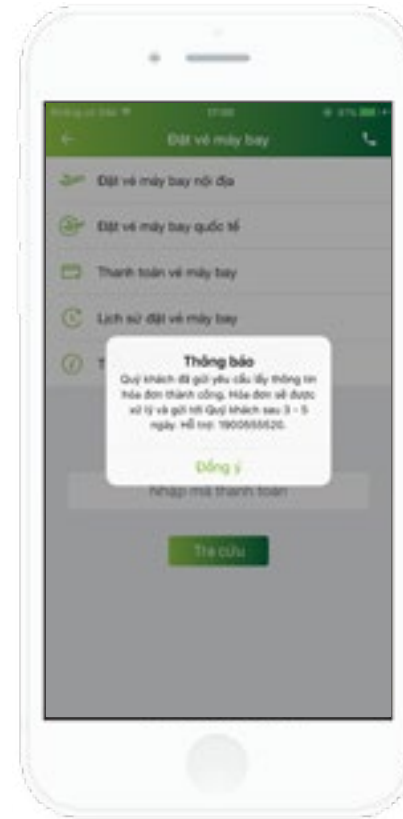 17:00
Đặt vé máy bay
Đặt vé máy bay nội địa
Đặt vé máy bay quốc tế
Thanh toán vé máy bay
Lịch sử đặt vé máy bay
T
Thông báo
Quý khách đã gửi yêu cầu lấy thông tin
hóa đơn thành công. Hóa đơn sẽ được
xử lý và gửi tới Quý khách sau 3 - 5
ngày. Hỗ trợ: 1900555520.
Đồng ý
Nhập mã thanh toán
Tra cứu